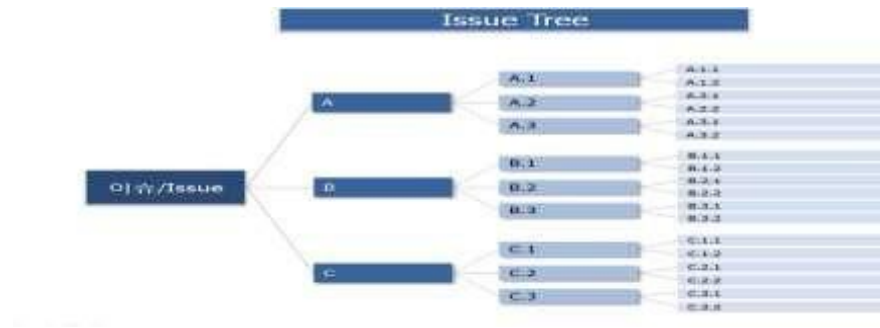 Issue Tree
이슈/Issue
A
A.1
A.1.1
A.1.2
A.2
A.2.1
A.2.2
A.3
A.3.1
A.3.2
B
B.1
B.1.1
B.1.2
B.2
B.2.1
B.2.2
B.3
B.3.1
B.3.2
C
C.1
C.1.1
C.1.2
C.2
C.2.1
C.2.2
C.3
C.3.1
C.3.2